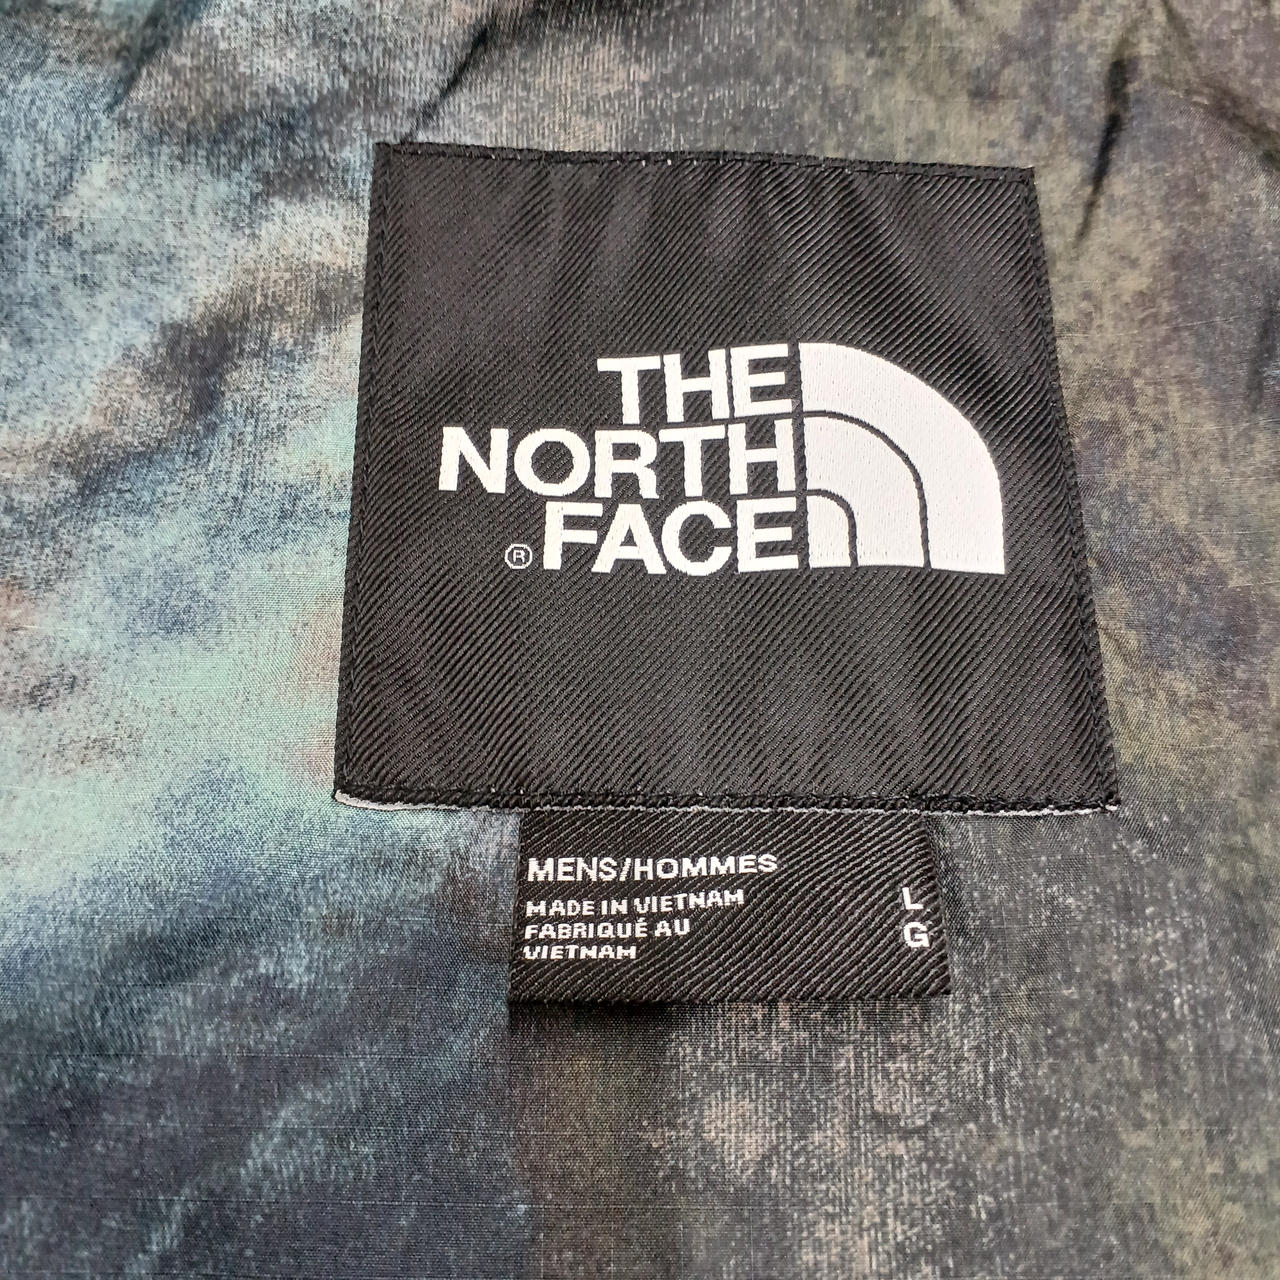 THE
NORTH
FACE
®
MENS/HOMMES
MADE IN VIETNAM
FABRIQUÉ AU
VIETNAM
L
G